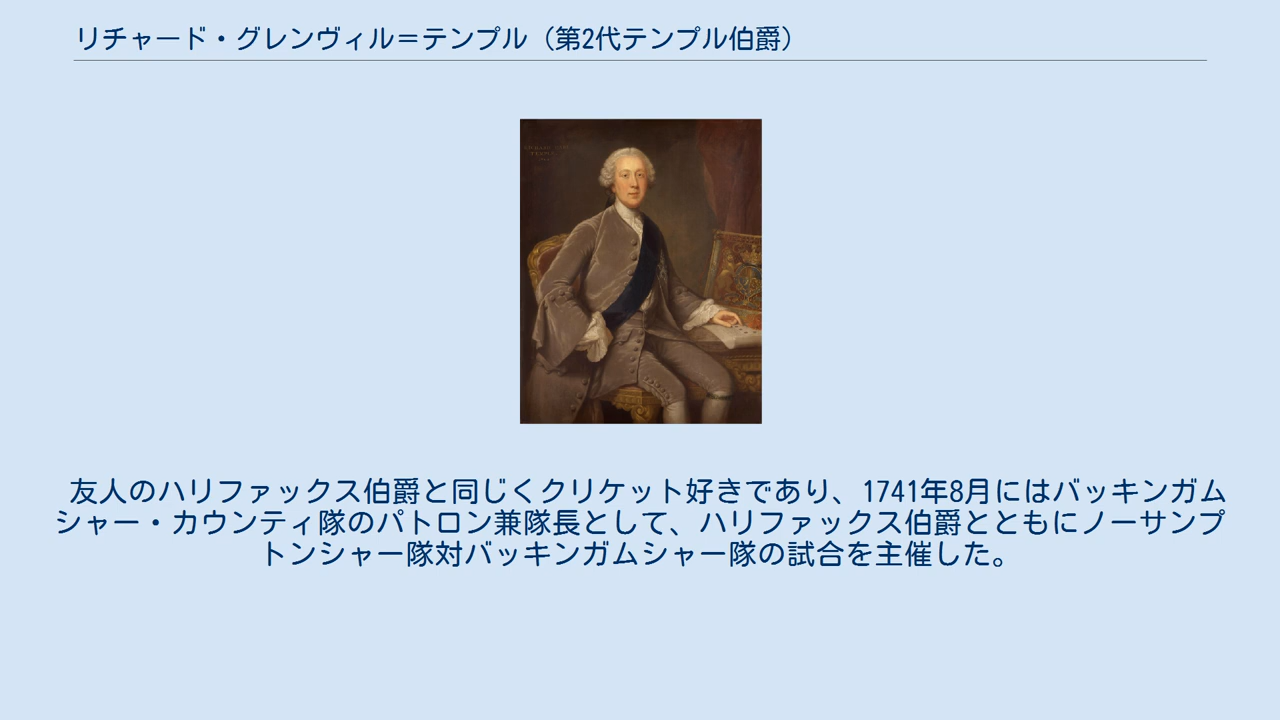 リチャード・グレンヴィル＝テンプル（第2代テンプル伯爵）
友人のハリファックス伯爵と同じくクリケット好きであり、1741年8月にはバッキンガム
シャー・カウンティ隊のパトロン兼隊長として、ハリファックス伯爵とともにノーサンプ
トンシャー隊対バッキンガムシャー隊の試合を主催した。